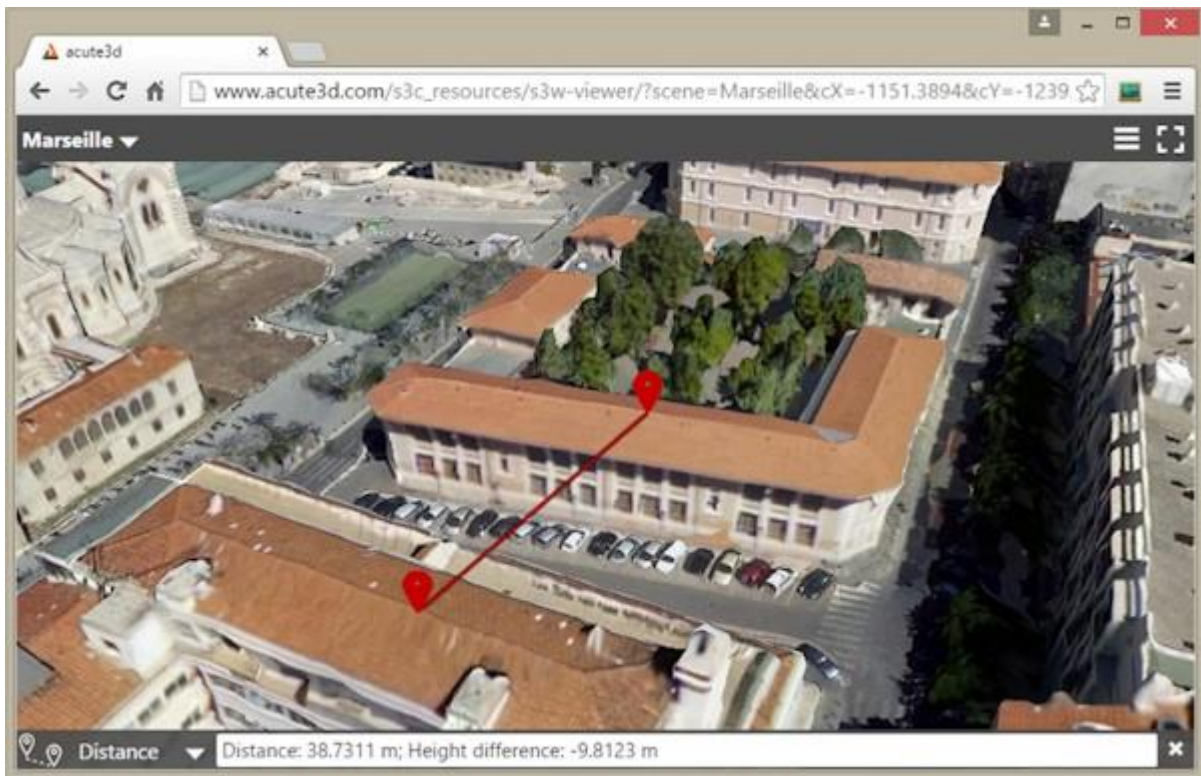 acute3d
www.acute3d.com/s3c_resources/s3w-viewer/?scene=Marseille&cX=-1151.3894&cY=-1239
Marseille
Distance
Distance: 38.7311 m; Height difference: -9.8123 m